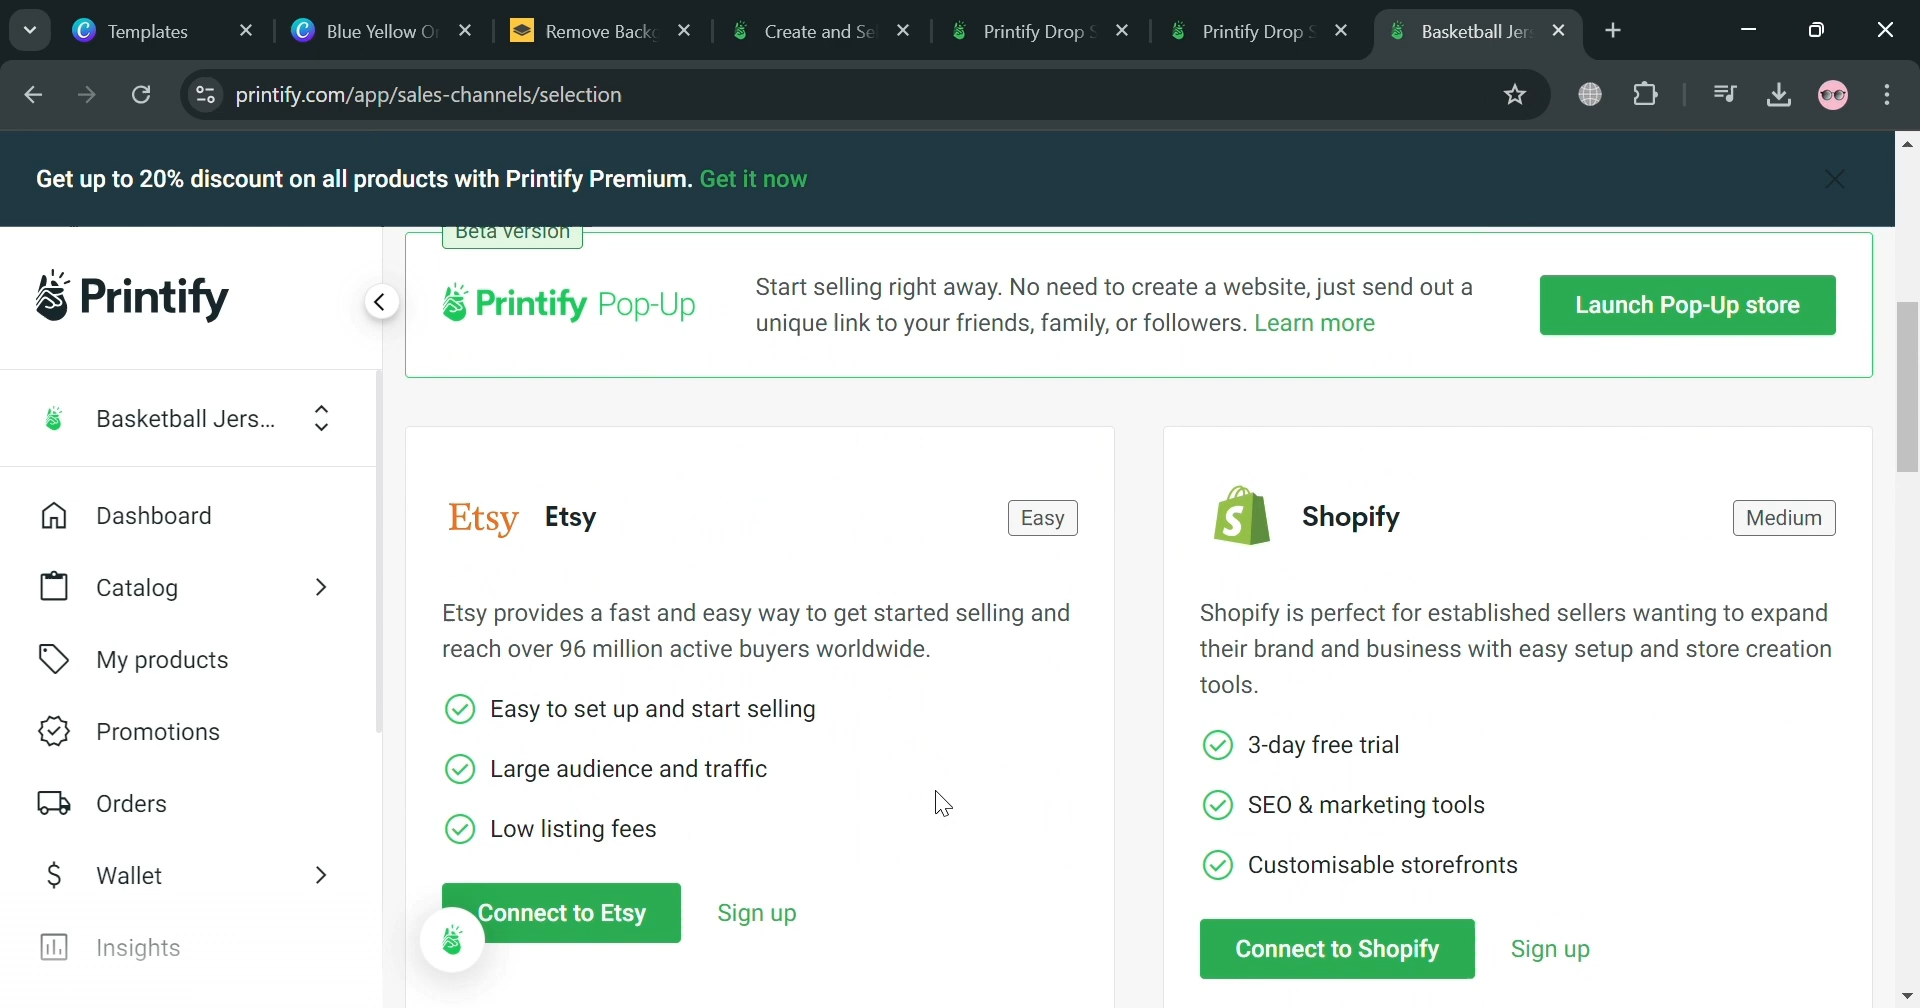 Templates
Blue Yellow Or
Remove Backg
Create and Sel
Printify Drop S
Printify Drop S
Basketball Jers
printify.com/app/sales-channels/selection
Get up to 20% discount on all products with Printify Premium. Get it now
Printify
Basketball Jers...
Dashboard
Catalog
My products
Promotions
Orders
Wallet
Insights
Beta version
Printify Pop-Up
Start selling right away. No need to create a website, just send out a
unique link to your friends, family, or followers. Learn more
Launch Pop-Up store
Etsy Etsy
Easy
Etsy provides a fast and easy way to get started selling and
reach over 96 million active buyers worldwide.
Easy to set up and start selling
Large audience and traffic
Low listing fees
Connect to Etsy
Sign up
Shopify
Medium
Shopify is perfect for established sellers wanting to expand
their brand and business with easy setup and store creation
tools.
3-day free trial
SEO & marketing tools
Customisable storefronts
Connect to Shopify
Sign up